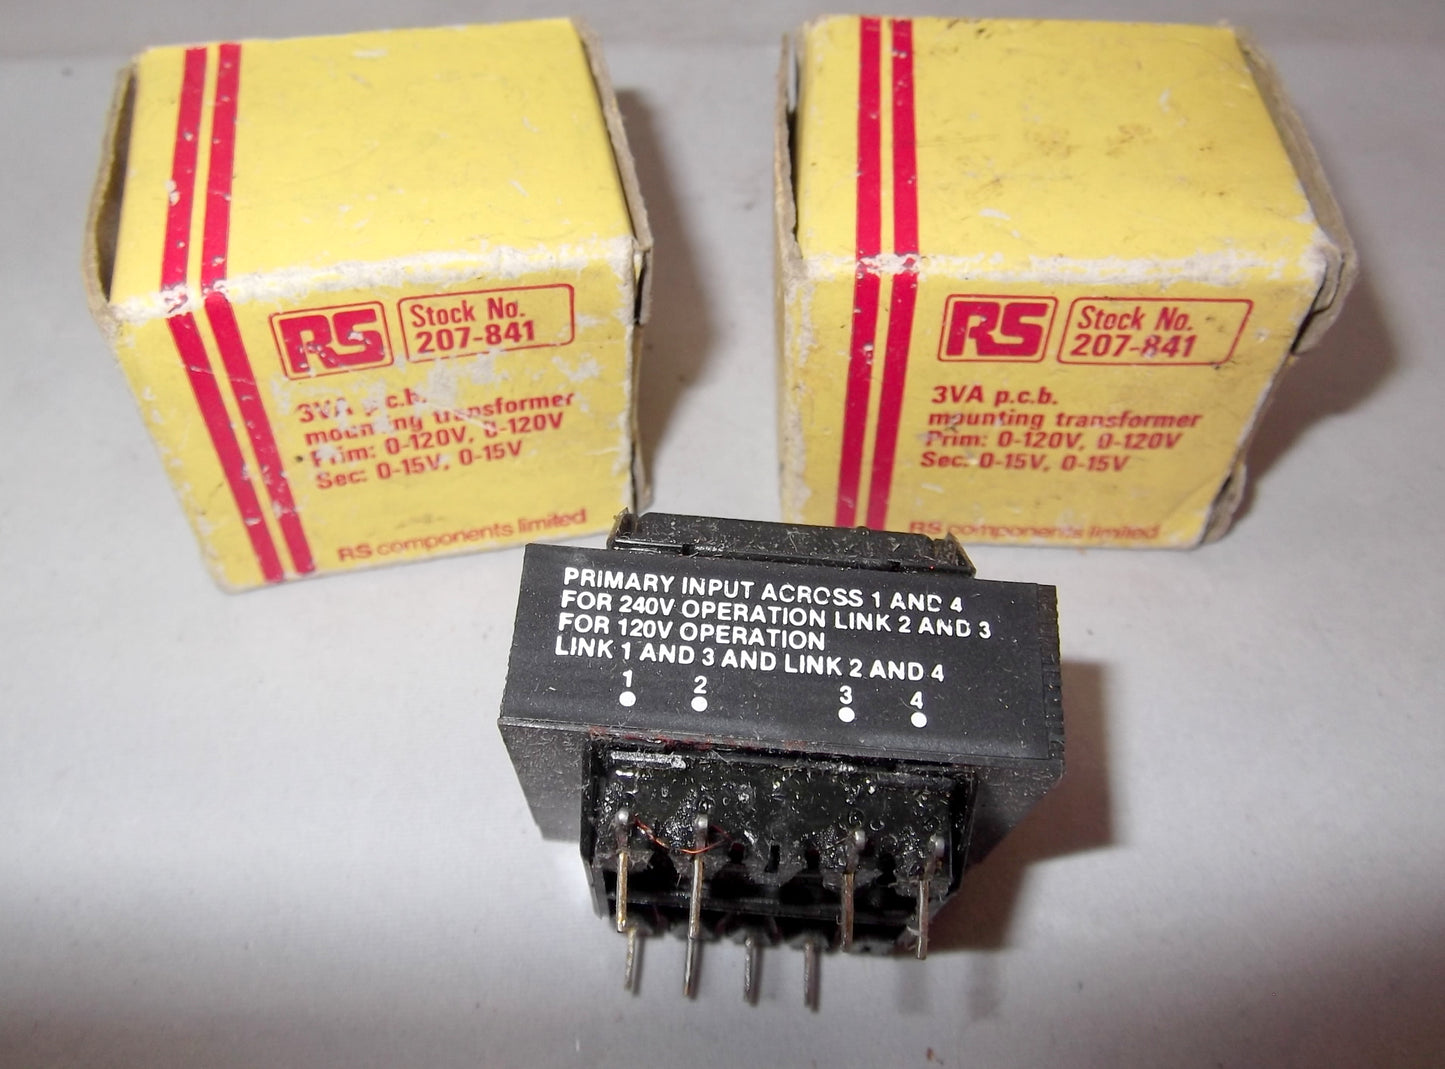 RS
Stock No.
207-841
3VA p.c.b.
mounting transformer
Prim: 0-120V, 0-120V
Sec: 0-15V, 0-15V
RS components limited
RS
Stock No.
207-841
3VA p.c.b.
mounting transformer
Prim: 0-120V, 0-120V
Sec: 0-15V, 0-15V
RS components limited
PRIMARY INPUT ACROSS 1 AND 4
FOR 240V OPERATION LINK 2 AND 3
FOR 120V OPERATION
LINK 1 AND 3 AND LINK 2 AND 4
1 2 3 4